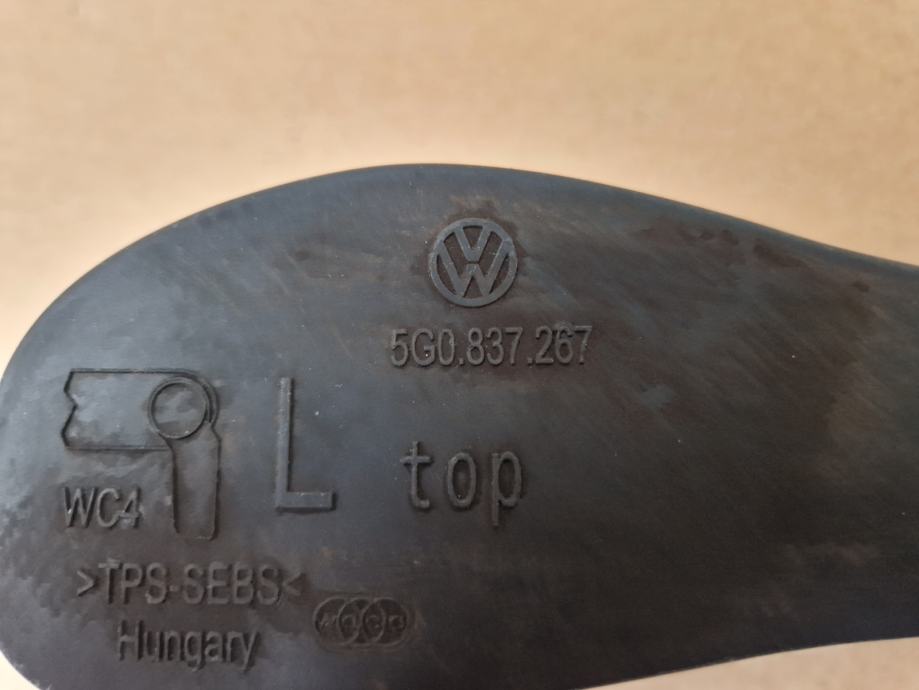 5G0.837.267
L top
WC4
>TPS-SEBS<
Hungary